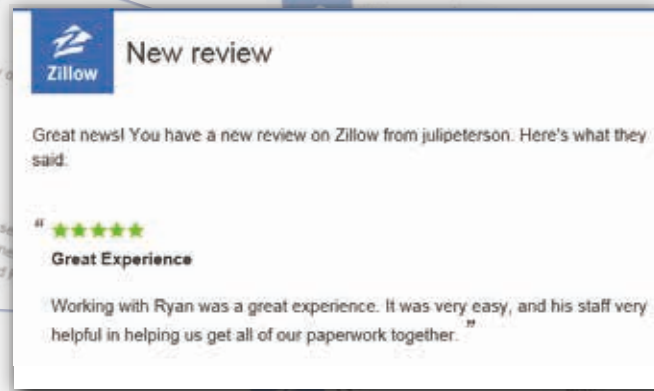 Zillow
New review
Great news! You have a new review on Zillow from julipeterson. Here's what they
said:
"
Great Experience
Working with Ryan was a great experience. It was very easy, and his staff very
helpful in helping us get all of our paperwork together. "